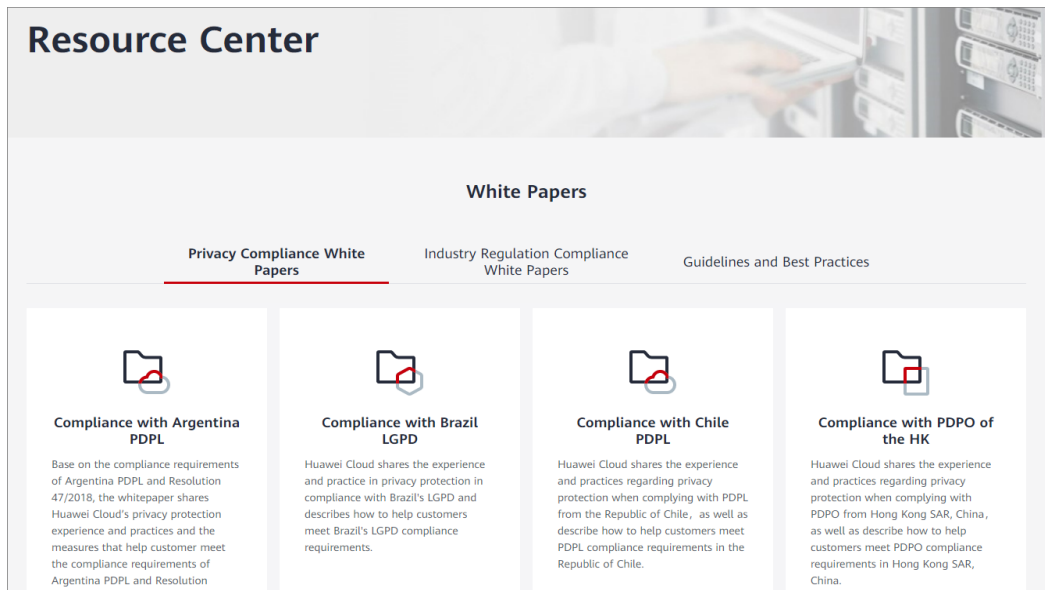 Resource Center
White Papers
Privacy Compliance White
Papers
Industry Regulation Compliance
White Papers
Guidelines and Best Practices
Compliance with Argentina
PDPL
Base on the compliance requirements
of Argentina PDPL and Resolution
47/2018, the whitepaper shares
Huawei Cloud's privacy protection
experience and practices and the
measures that help customer meet
the compliance requirements of
Argentina PDPL and Resolution
Compliance with Brazil
LGPD
Huawei Cloud shares the experience
and practice in privacy protection in
compliance with Brazil's LGPD and
describes how to help customers
meet Brazil's LGPD compliance
requirements.
Compliance with Chile
PDPL
Huawei Cloud shares the experience
and practices regarding privacy
protection when complying with PDPL
from the Republic of Chile，as well as
describe how to help customers meet
PDPL compliance requirements in the
Republic of Chile.
Compliance with PDPO of
the HK
Huawei Cloud shares the experience
and practices regarding privacy
protection when complying with
PDPO from Hong Kong SAR, China，
as well as describe how to help
customers meet PDPO compliance
requirements in Hong Kong SAR,
China.